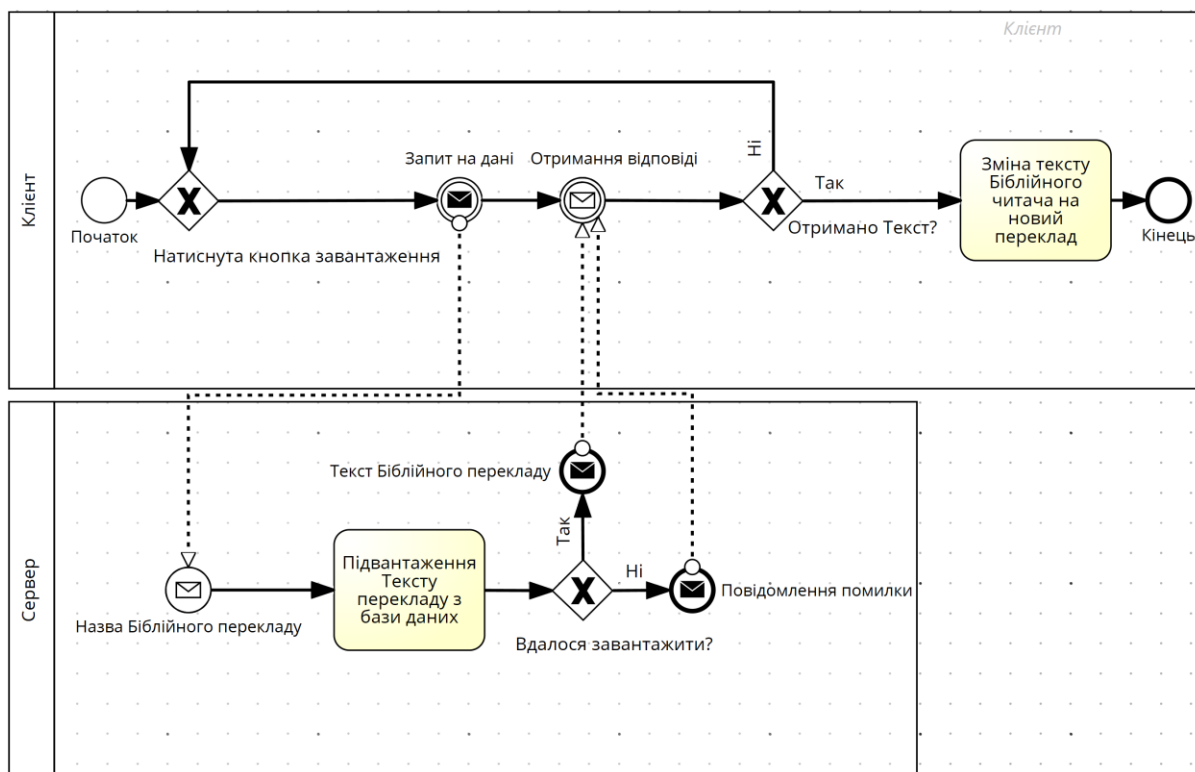 Клієнт
Клієнт
Ні
Запит на дані
Отримання відповіді
Зміна тексту
Біблійного
читача на
новий
переклад
Так
Початок
Отримано Текст?
Кінець
Натиснута кнопка завантаження
Сервер
Текст Біблійного перекладу
Так
Підвантаження
Тексту
перекладу з
бази даних
Ні
Повідомлення помилки
Назва Біблійного перекладу
Вдалося завантажити?